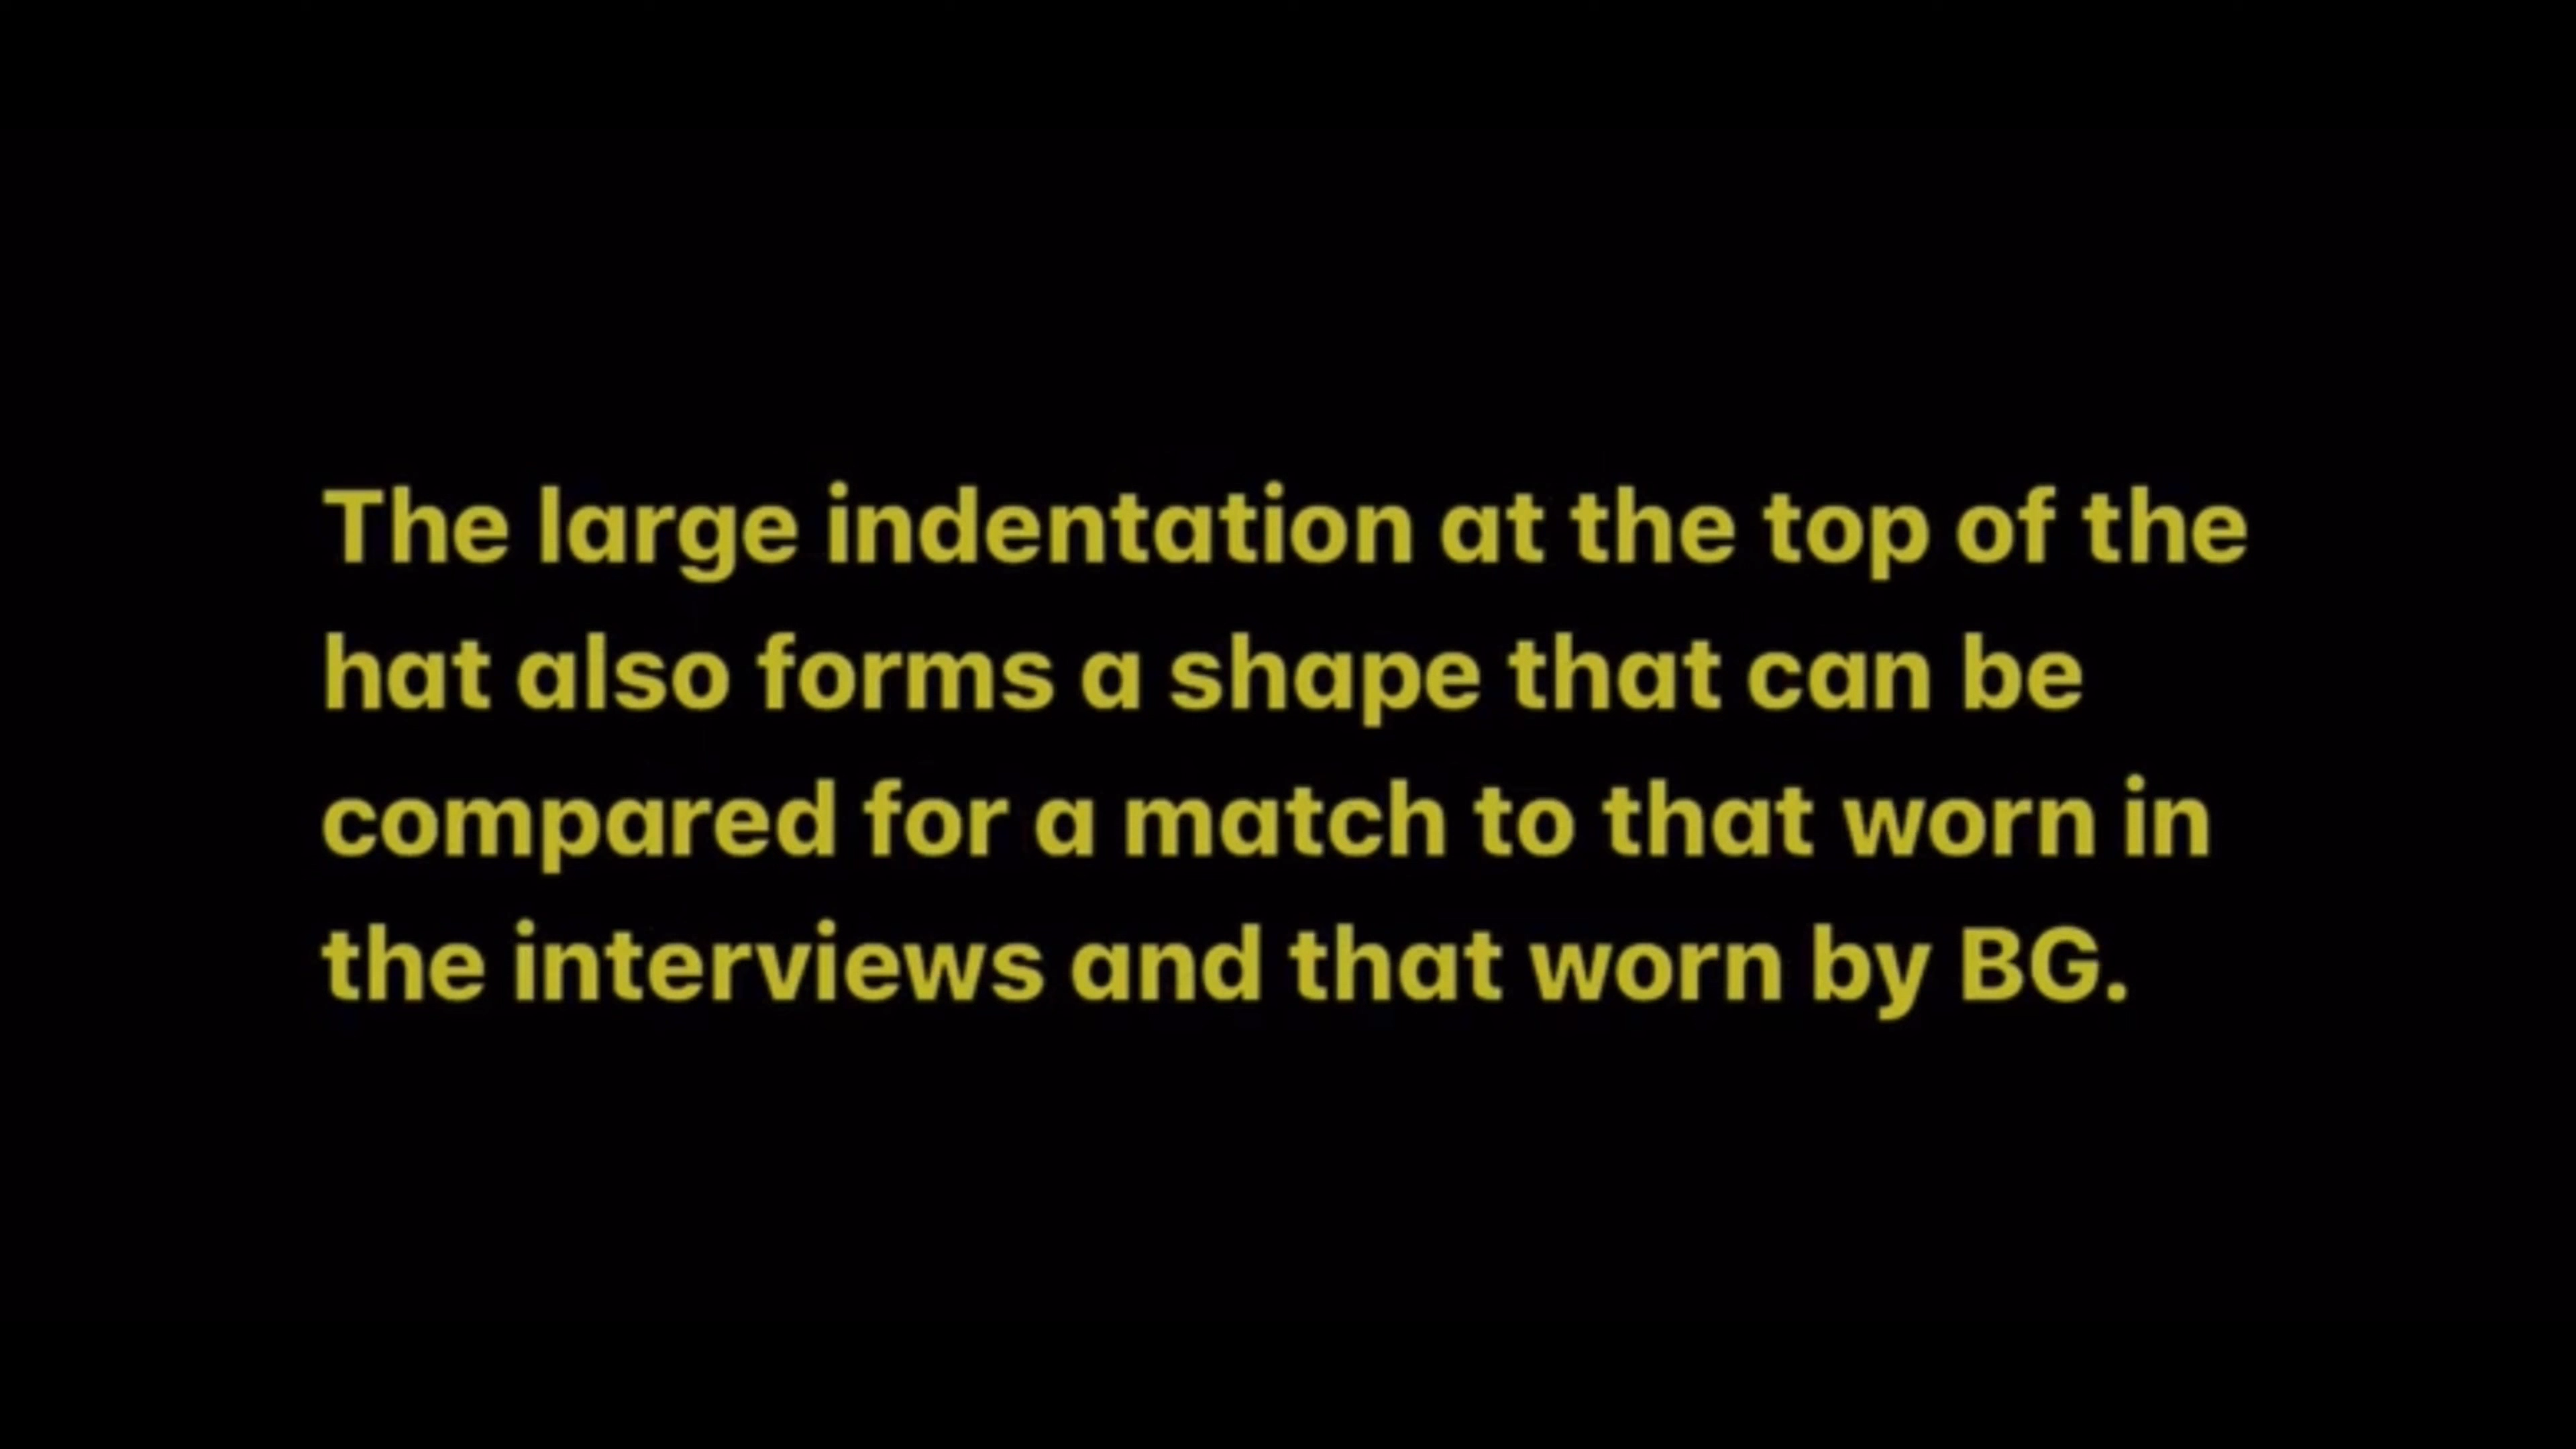 The large indentation at the top of the
hat also forms a shape that can be
compared for a match to that worn in
the interviews and that worn by BG.